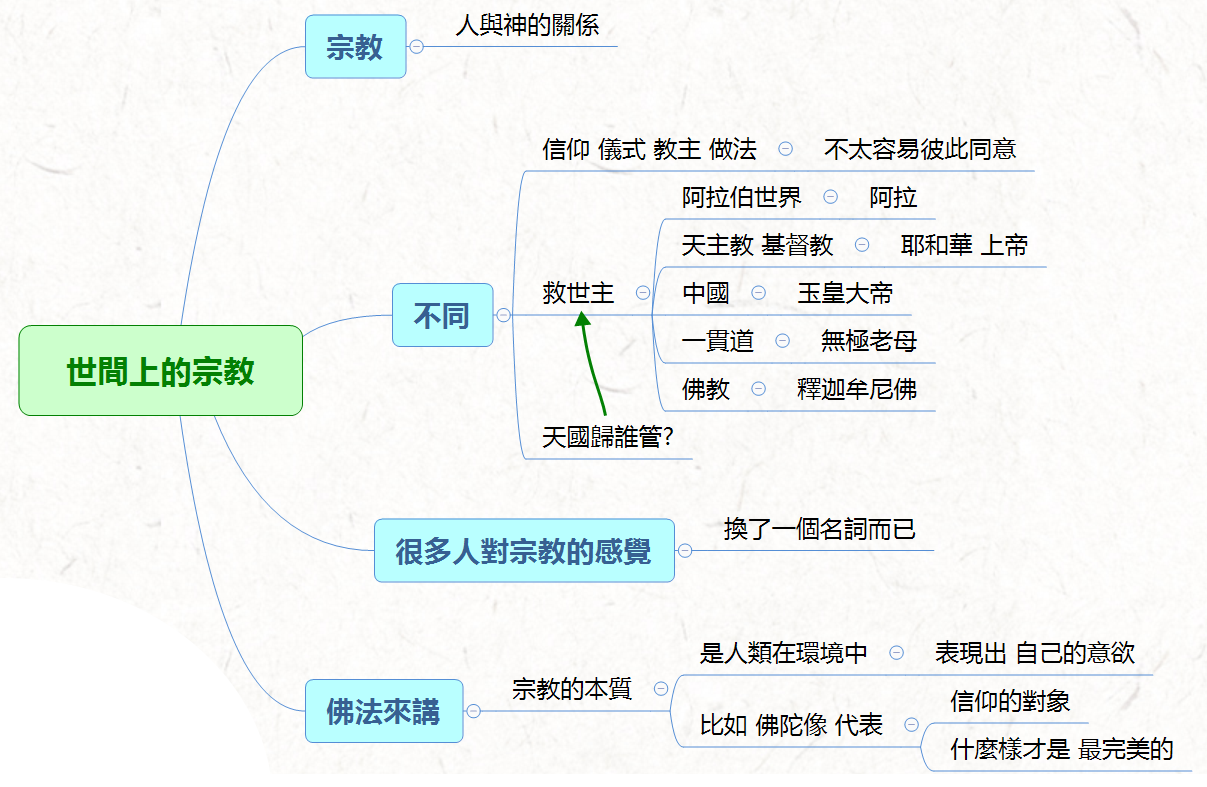 世間上的宗教
宗教
人與神的關係
不同
信仰 儀式 教主 做法
不太容易彼此同意
救世主
阿拉伯世界
阿拉
天主教 基督教
耶和華 上帝
中國
玉皇大帝
一貫道
無極老母
佛教
釋迦牟尼佛
天國歸誰管?
很多人對宗教的感覺
換了一個名詞而已
佛法來講
宗教的本質
是人類在環境中
表現出 自己的意欲
比如 佛陀像 代表
信仰的對象
什麼樣才是 最完美的